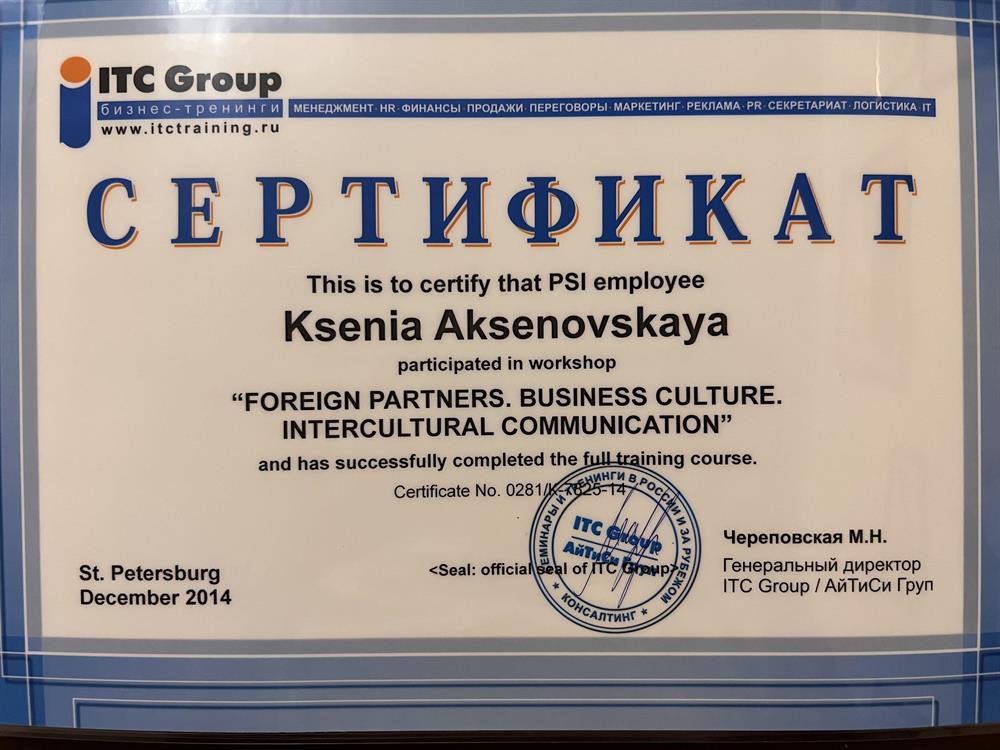 ITC Group
бизнес-тренинги
МЕНЕДЖМЕНТ · HR · ФИНАНСЫ · ПРОДАЖИ · ПЕРЕГОВОРЫ · МАРКЕТИНГ · РЕКЛАМА · PR · СЕКРЕТАРИАТ · ЛОГИСТИКА · IT
www.itctraining.ru
СЕРТИФИКАТ
This is to certify that PSI employee
Ksenia Aksenovskaya
participated in workshop
“FOREIGN PARTNERS. BUSINESS CULTURE.
INTERCULTURAL COMMUNICATION”
and has successfully completed the full training course.
Certificate No. 0281/K-7825-14
СЕМИНАРЫ И ТРЕНИНГИ В РОССИИ И ЗА РУБЕЖОМ
ITC Group
АйТиСи Груп
* КОНСАЛТИНГ *
<Seal: official seal of ITC Group>
Череповская М.Н.
Генеральный директор
ITC Group / АйТиСи Груп
St. Petersburg
December 2014